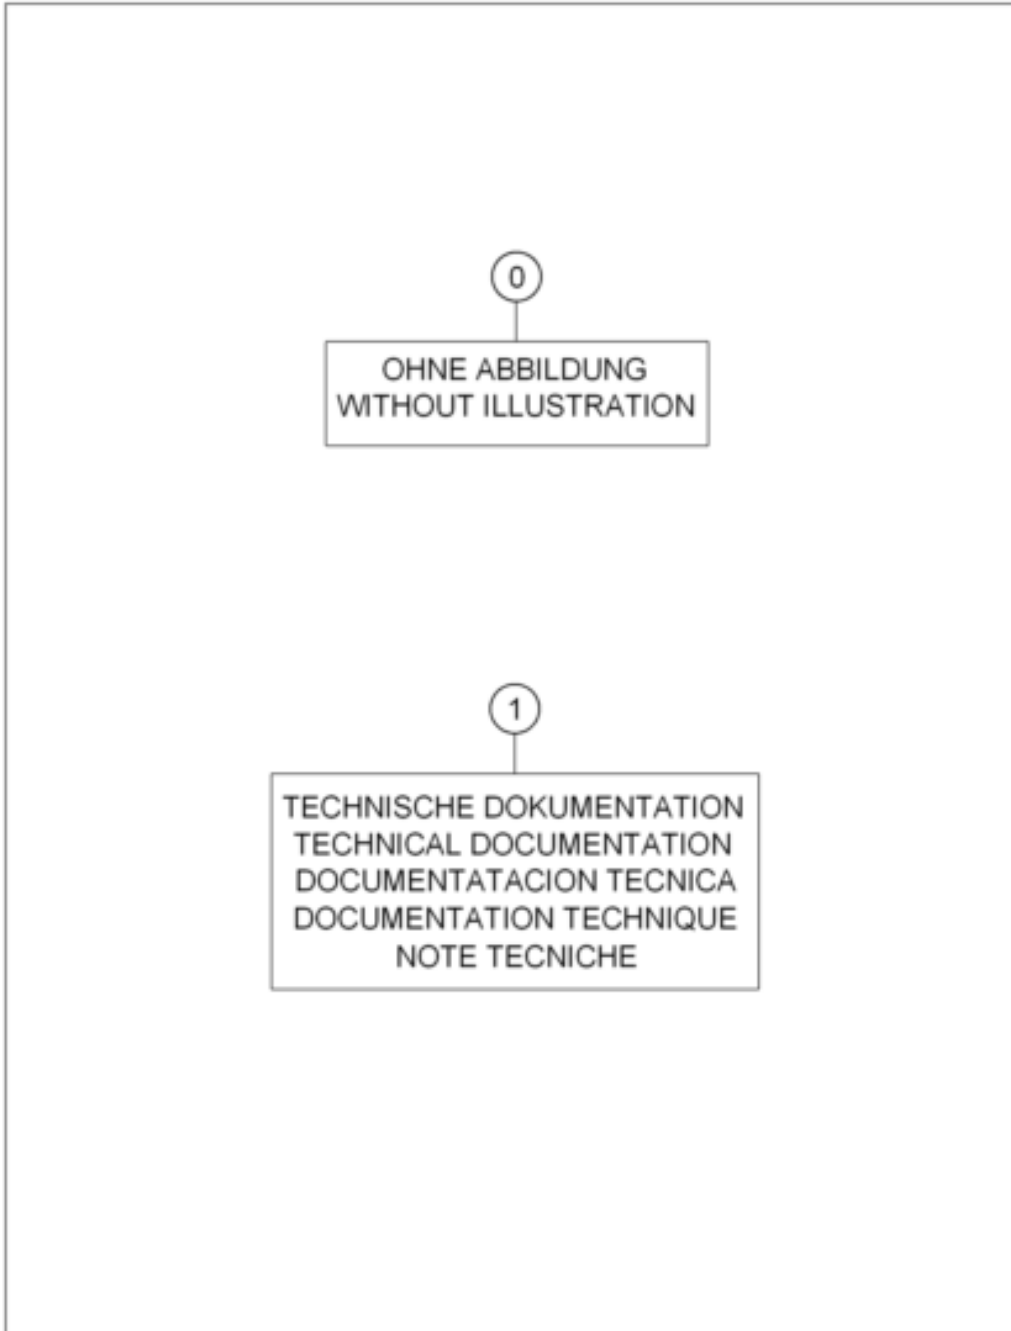 0
OHNE ABBILDUNG
WITHOUT ILLUSTRATION
1
TECHNISCHE DOKUMENTATION
TECHNICAL DOCUMENTATION
DOCUMENTATACION TECNICA
DOCUMENTATION TECHNIQUE
NOTE TECNICHE